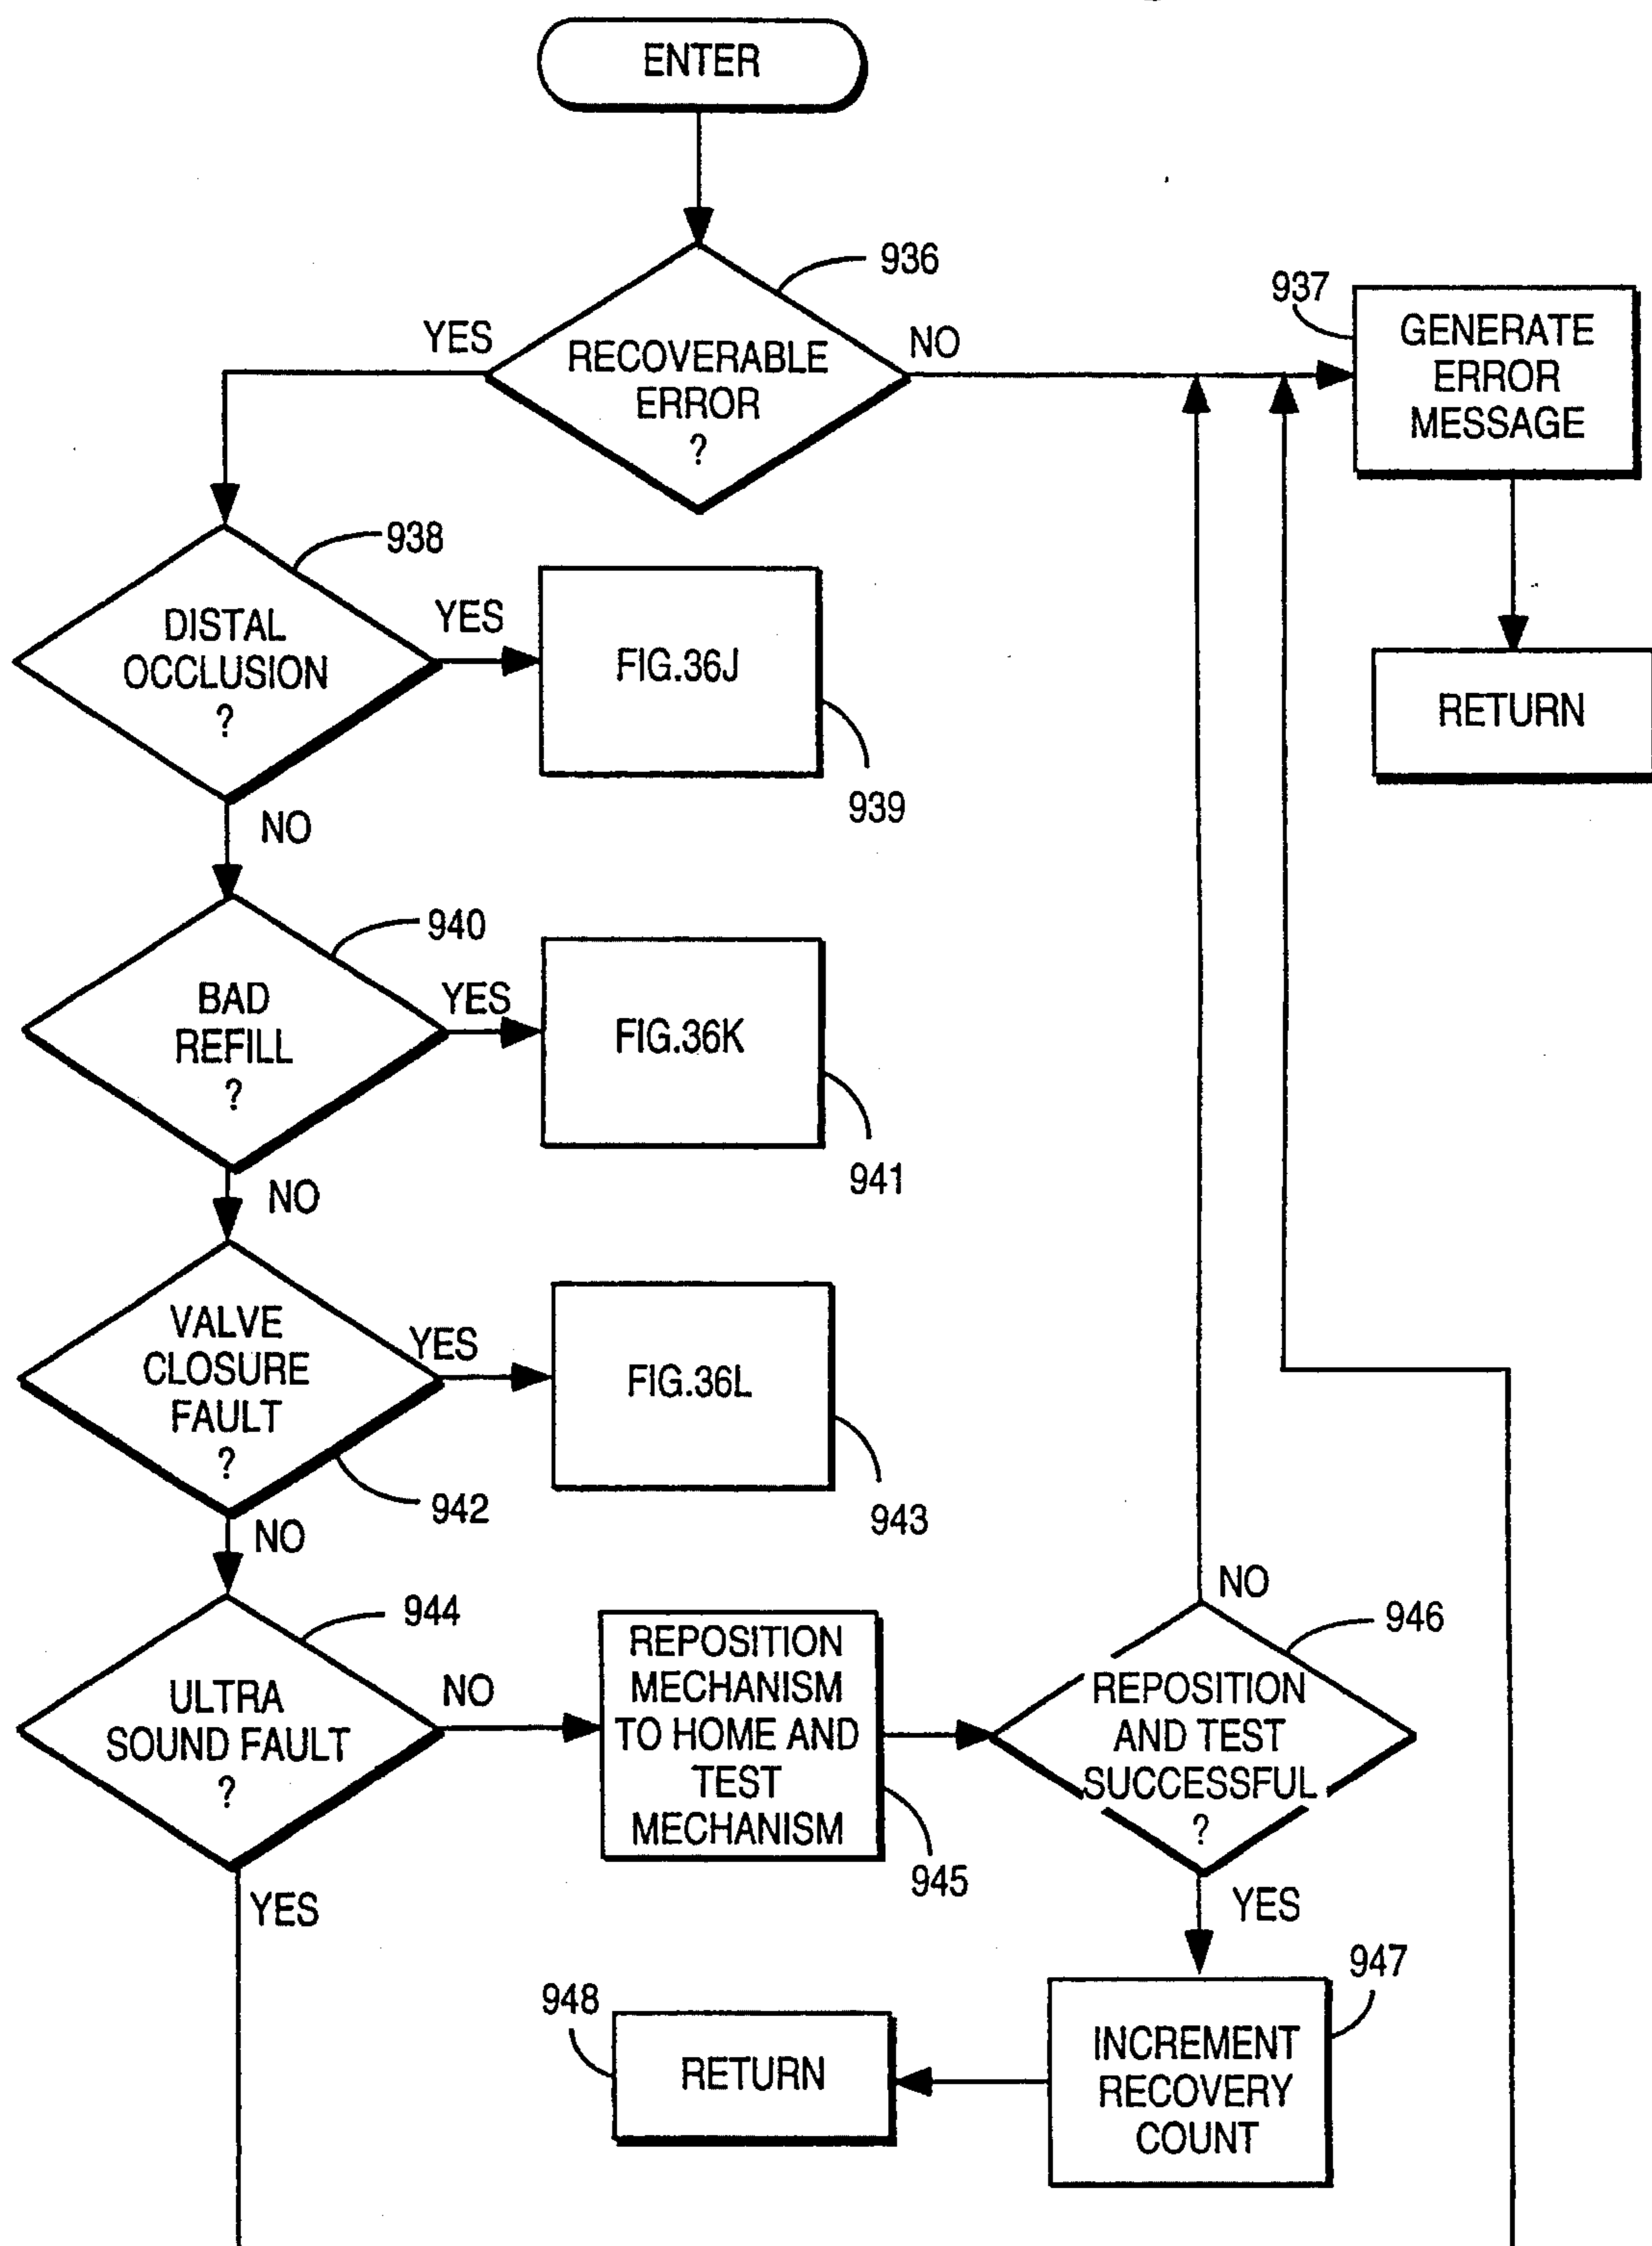 ENTER
936
YES
RECOVERABLE
ERROR
?
NO
937
GENERATE
ERROR
MESSAGE
RETURN
938
DISTAL
OCCLUSION
?
YES
FIG.36J
939
NO
940
BAD
REFILL
?
YES
FIG.36K
941
NO
VALVE
CLOSURE
FAULT
?
YES
FIG.36L
942
943
NO
944
ULTRA
SOUND FAULT
?
NO
REPOSITION
MECHANISM
TO HOME AND
TEST
MECHANISM
945
NO
946
REPOSITION
AND TEST
SUCCESSFUL
?
YES
YES
947
INCREMENT
RECOVERY
COUNT
948
RETURN